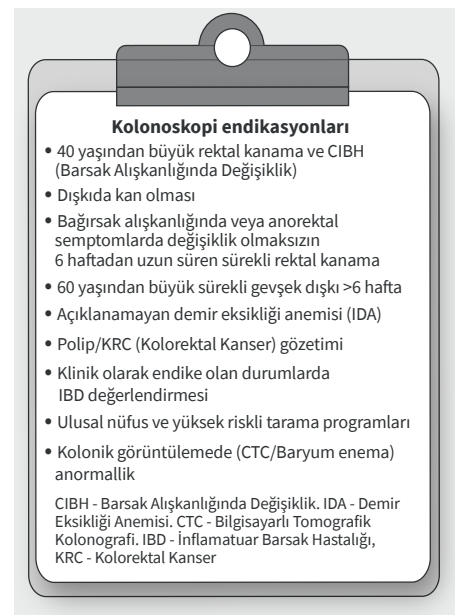 Kolonoskopi endikasyonları
• 40 yaşından büyük rektal kanama ve CIBH
(Barsak Alışkanlığında Değişiklik)
• Dışkıda kan olması
• Bağırsak alışkanlığında veya anorektal
semptomlarda değişiklik olmaksızın
6 haftadan uzun süren sürekli rektal kanama
• 60 yaşından büyük sürekli gevşek dışkı >6 hafta
• Açıklanamayan demir eksikliği anemisi (IDA)
• Polip/KRC (Kolorektal Kanser) gözetimi
• Klinik olarak endike olan durumlarda
IBD değerlendirmesi
• Ulusal nüfus ve yüksek riskli tarama programları
• Kolonik görüntülemede (CTC/Baryum enema)
anormallik
CIBH - Barsak Alışkanlığında Değişiklik. IDA - Demir
Eksikliği Anemisi. CTC - Bilgisayarlı Tomografik
Kolonografi. IBD - İnflamatuar Barsak Hastalığı,
KRC - Kolorektal Kanser